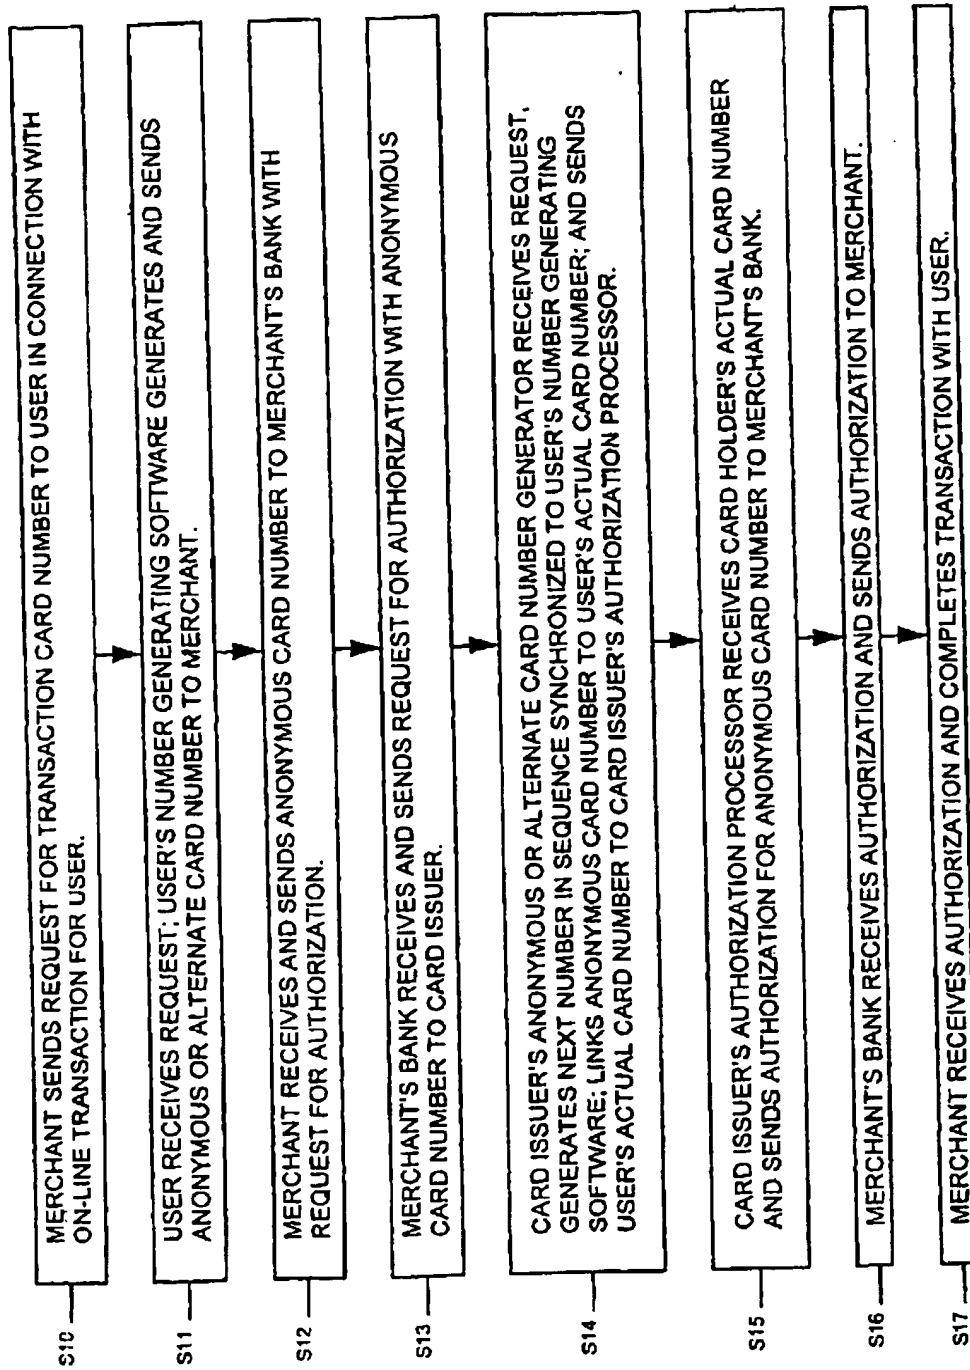 S10
MERCHANT SENDS REQUEST FOR TRANSACTION CARD NUMBER TO USER IN CONNECTION WITH
ON-LINE TRANSACTION FOR USER.
S11
USER RECEIVES REQUEST; USER'S NUMBER GENERATING SOFTWARE GENERATES AND SENDS
ANONYMOUS OR ALTERNATE CARD NUMBER TO MERCHANT.
S12
MERCHANT RECEIVES AND SENDS ANONYMOUS CARD NUMBER TO MERCHANT'S BANK WITH
REQUEST FOR AUTHORIZATION.
S13
MERCHANT'S BANK RECEIVES AND SENDS REQUEST FOR AUTHORIZATION WITH ANONYMOUS
CARD NUMBER TO CARD ISSUER.
S14
CARD ISSUER'S ANONYMOUS OR ALTERNATE CARD NUMBER GENERATOR RECEIVES REQUEST,
GENERATES NEXT NUMBER IN SEQUENCE SYNCHRONIZED TO USER'S NUMBER GENERATING
SOFTWARE; LINKS ANONYMOUS CARD NUMBER TO USER'S ACTUAL CARD NUMBER; AND SENDS
USER'S ACTUAL CARD NUMBER TO CARD ISSUER'S AUTHORIZATION PROCESSOR.
S15
CARD ISSUER'S AUTHORIZATION PROCESSOR RECEIVES CARD HOLDER'S ACTUAL CARD NUMBER
AND SENDS AUTHORIZATION FOR ANONYMOUS CARD NUMBER TO MERCHANT'S BANK.
S16
MERCHANT'S BANK RECEIVES AUTHORIZATION AND SENDS AUTHORIZATION TO MERCHANT.
S17
MERCHANT RECEIVES AUTHORIZATION AND COMPLETES TRANSACTION WITH USER.